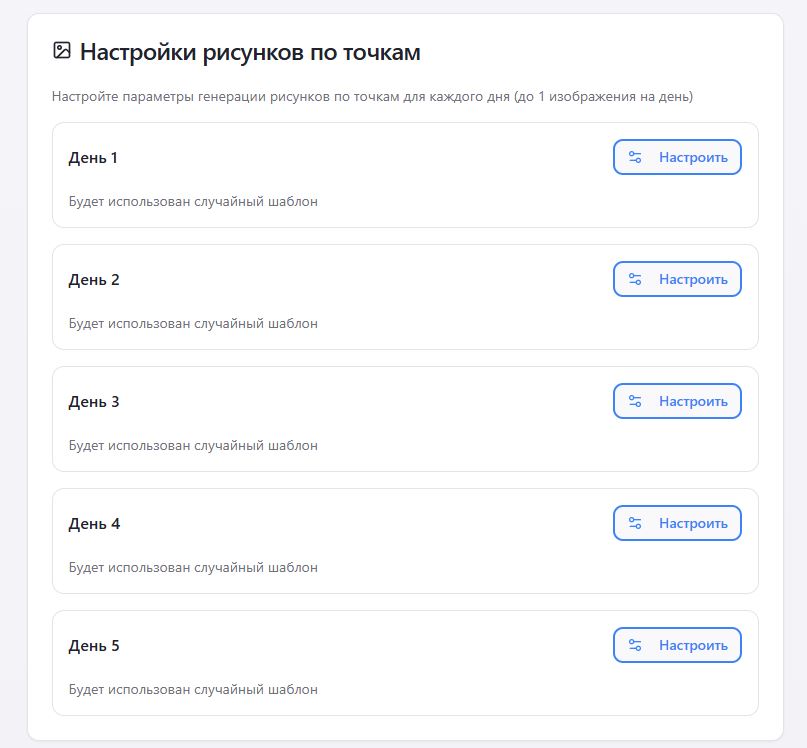 Настройки рисунков по точкам
Настройте параметры генерации рисунков по точкам для каждого дня (до 1 изображения на день)
День 1
Настроить
Будет использован случайный шаблон
День 2
Настроить
Будет использован случайный шаблон
День 3
Настроить
Будет использован случайный шаблон
День 4
Настроить
Будет использован случайный шаблон
День 5
Настроить
Будет использован случайный шаблон